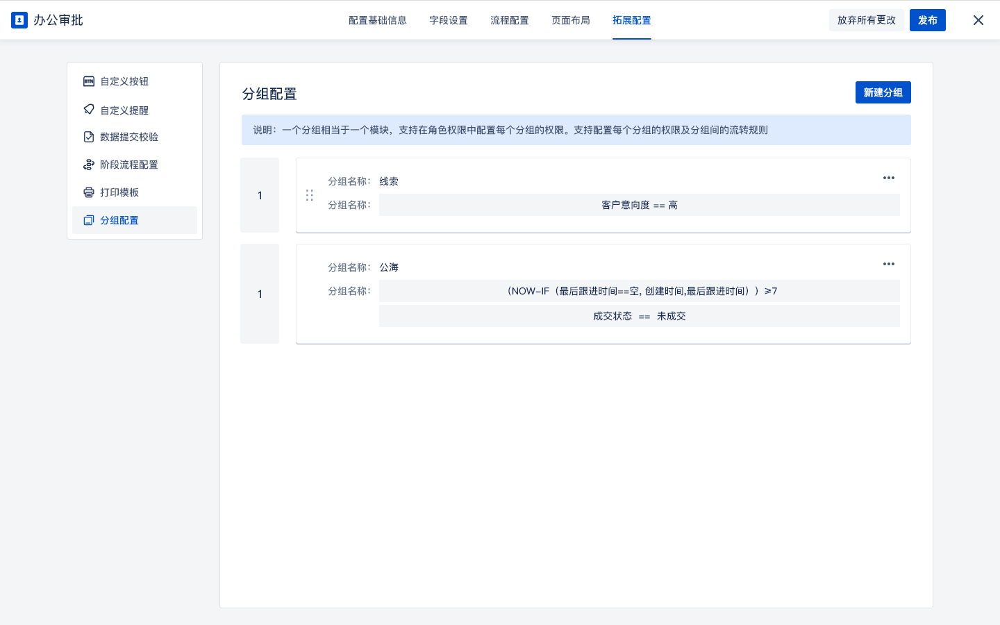 办公审批
配置基础信息
字段设置
流程配置
页面布局
拓展配置
放弃所有更改
发布
BTN 自定义按钮
自定义提醒
数据提交校验
阶段流程配置
打印模板
分组配置
分组配置
新建分组
说明：一个分组相当于一个模块，支持在角色权限中配置每个分组的权限。支持配置每个分组的权限及分组间的流转规则
1
分组名称： 线索
分组名称： 客户意向度 == 高
1
分组名称： 公海
分组名称： （NOW-IF（最后跟进时间==空, 创建时间,最后跟进时间））≥7
成交状态 == 未成交